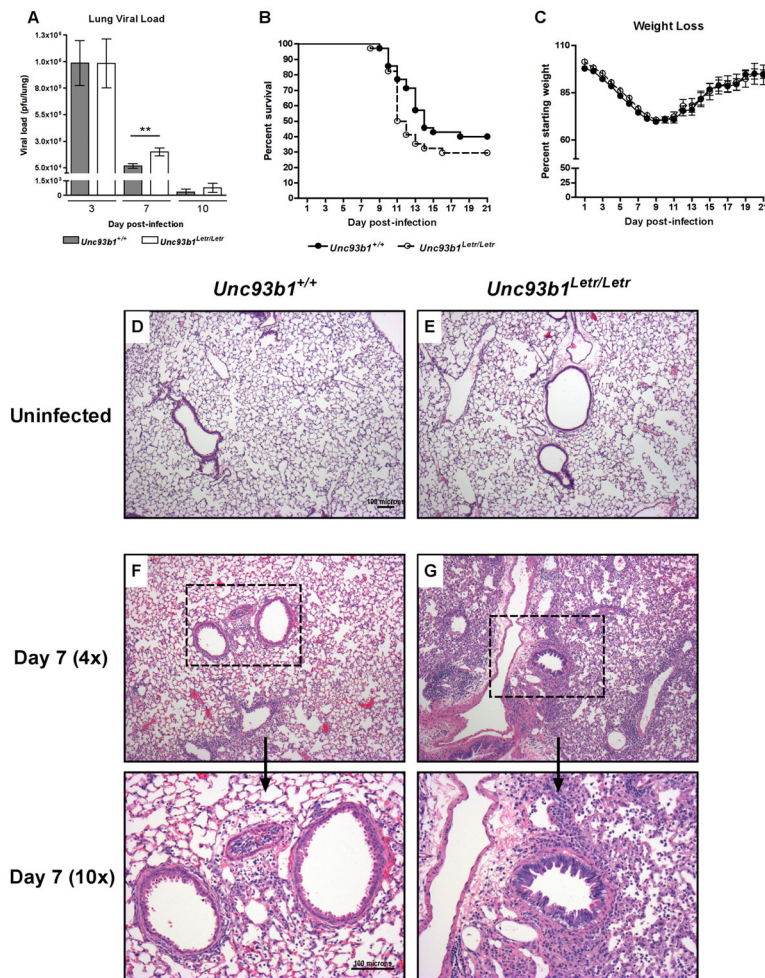 A
Lung Viral Load
Viral load (pfu/lung)
1.3x10⁶
1.0x10⁶
8.0x10⁵
3.0x10⁵
5.0x10⁴
1.5x10³
0
**
3 7 10
Day post-infection
Unc93b1+/+ Unc93b1Letr/Letr
B
Percent survival
100
90
80
70
60
50
40
30
20
10
0
1 3 5 7 9 11 13 15 17 19 21
Day post-infection
Unc93b1+/+ Unc93b1Letr/Letr
C
Weight Loss
Percent starting weight
110
85
60
50
25
0
1 3 5 7 9 11 13 15 17 19 21
Day post-infection
Unc93b1+/+ Unc93b1Letr/Letr
Uninfected
D
100 microns
E
Day 7 (4x)
F
G
Day 7 (10x)
100 microns